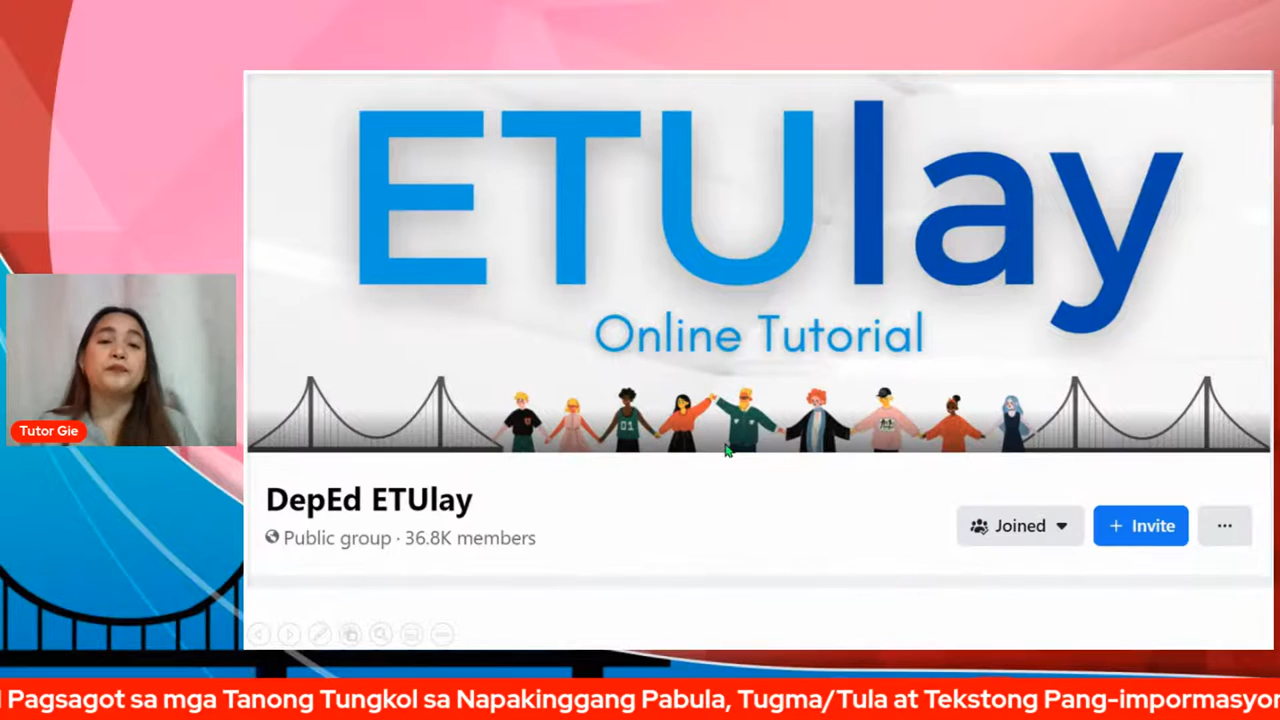 ETUlay
Online Tutorial
01
DepEd ETUlay
Public group · 36.8K members
Joined
+ Invite
...
Tutor Gie
Pagsagot sa mga Tanong Tungkol sa Napakinggang Pabula, Tugma/Tula at Tekstong Pang-impormasyon